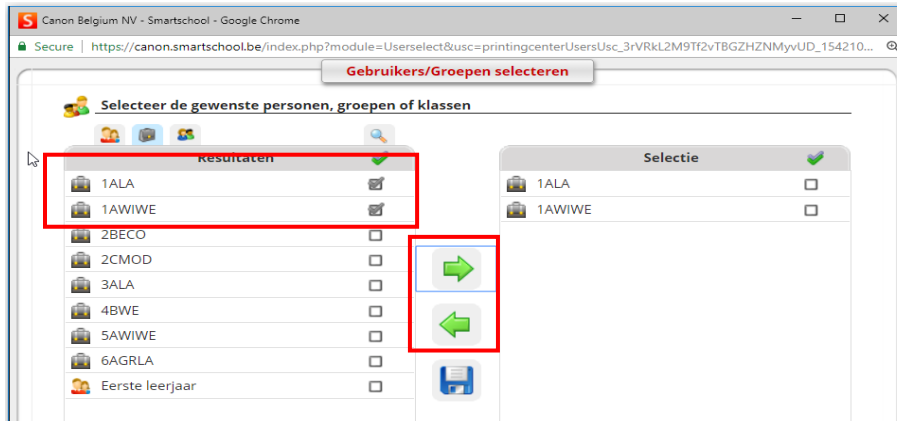 Canon Belgium NV - Smartschool - Google Chrome
Secure | https://canon.smartschool.be/index.php?module=Userselect&usc=printingcenterUsersUsc_3rVRkL2M9Tf2vTBGZHZNMyvUD_154210...
Gebruikers/Groepen selecteren
Selecteer de gewenste personen, groepen of klassen
Resultaten
1ALA
1AWIWE
2BECO
2CMOD
3ALA
4BWE
5AWIWE
6AGRLA
Eerste leerjaar
Selectie
1ALA
1AWIWE